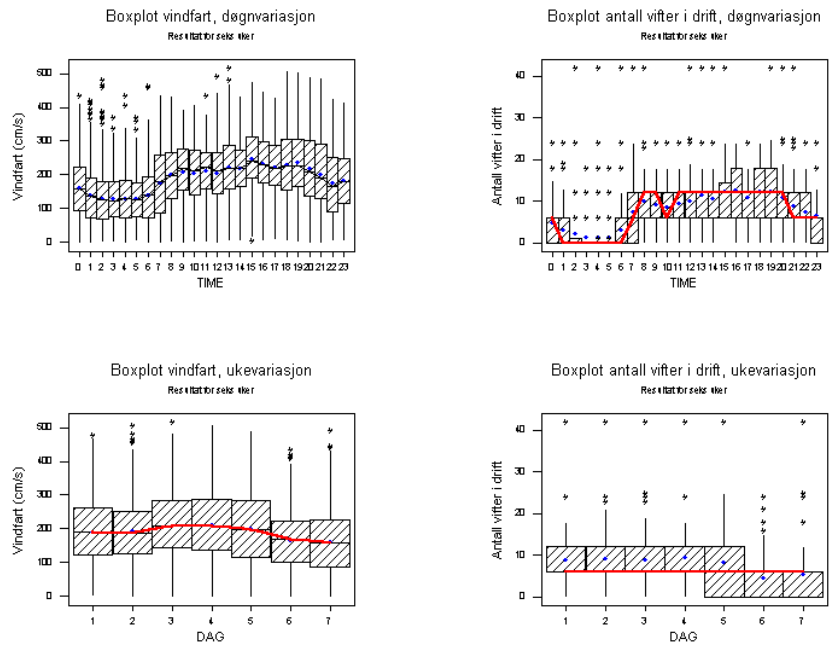 Boxplot vindfart, døgnvariasjon
Resultat for seks uker
Vindfart (cm/s)
500
400
300
200
100
0
0 1 2 3 4 5 6 7 8 9 10 11 12 13 14 15 16 17 18 19 20 21 22 23
TIME
Boxplot antall vifter i drift, døgnvariasjon
Resultat for seks uker
Antall vifter i drift
40
30
20
10
0
0 1 2 3 4 5 6 7 8 9 10 11 12 13 14 15 16 17 18 19 20 21 22 23
TIME
Boxplot vindfart, ukevariasjon
Resultat for seks uker
Vindfart (cm/s)
500
400
300
200
100
0
1 2 3 4 5 6 7
DAG
Boxplot antall vifter i drift, ukevariasjon
Resultat for seks uker
Antall vifter i drift
40
30
20
10
0
1 2 3 4 5 6 7
DAG